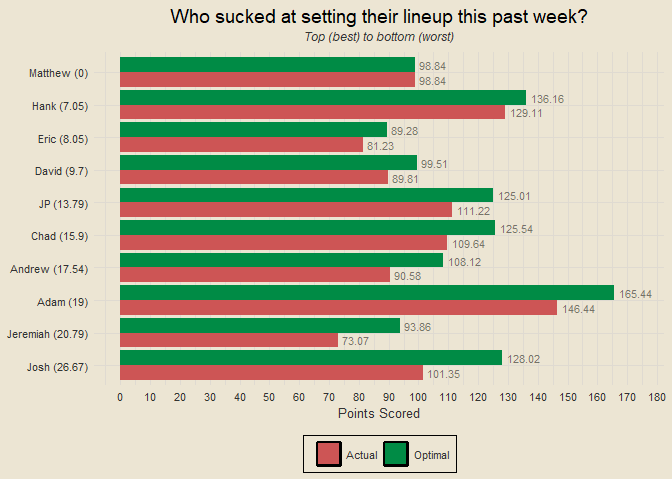 Who sucked at setting their lineup this past week?
Top (best) to bottom (worst)
Matthew (0)
98.84
98.84
Hank (7.05)
136.16
129.11
Eric (8.05)
89.28
81.23
David (9.7)
99.51
89.81
JP (13.79)
125.01
111.22
Chad (15.9)
125.54
109.64
Andrew (17.54)
108.12
90.58
Adam (19)
165.44
146.44
Jeremiah (20.79)
93.86
73.07
Josh (26.67)
128.02
101.35
0 10 20 30 40 50 60 70 80 90 100 110 120 130 140 150 160 170 180
Points Scored
Actual Optimal